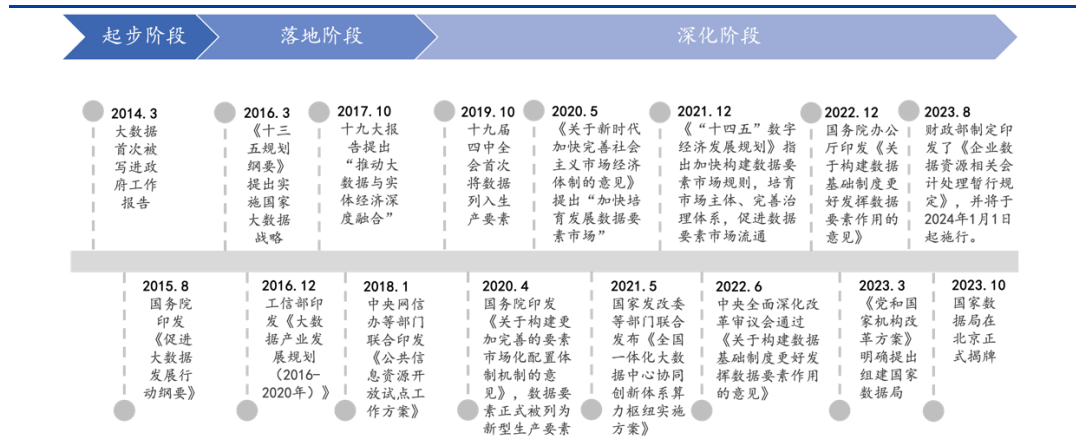 起步阶段
落地阶段
深化阶段
2014.3
大数据
首次被
写进政
府工作
报告
2016.3
《十三
五规划
纲要》
提出实
施国家
大数据
战略
2017.10
十九大报
告提出
“推动大
数据与实
体经济深
度融合”
2019.10
十九届
四中全
会首次
将数据
列入生
产要素
2020.5
《关于新时代
加快完善社会
主义市场经济
体制的意见》
提出“加快培
育发展数据要
素市场”
2021.12
《“十四五”数字
经济发展规划》指
出加快构建数据要
素市场规则，培育
市场主体、完善治
理体系，促进数据
要素市场流通
2022.12
国务院办公
厅印发《关
于构建数据
基础制度更
好发挥数据
要素作用的
意见》
2023.8
财政部制定印
发了《企业数
据资源相关会
计处理暂行规
定》，并将于
2024年1月1日
起施行。
2015.8
国务院
印发
《促进
大数据
发展行
动纲要》
2016.12
工信部印
发《大数
据产业发
展规划
（2016-
2020年）》
2018.1
中央网信
办等部门
联合印发
《公共信
息资源开
放试点工
作方案》
2020.4
国务院印发
《关于构建更
加完善的要素
市场化配置体
制机制的意
见》，数据要
素正式被列为
新型生产要素
2021.5
国家发改委
等部门联合
发布《全国
一体化大数
据中心协同
创新体系算
力枢纽实施
方案》
2022.6
中央全面深化改
革审议会通过
《关于构建数据
基础制度更好发
挥数据要素作用
的意见》
2023.3
《党和国
家机构改
革方案》
明确提出
组建国家
数据局
2023.10
国家数
据局在
北京正
式揭牌